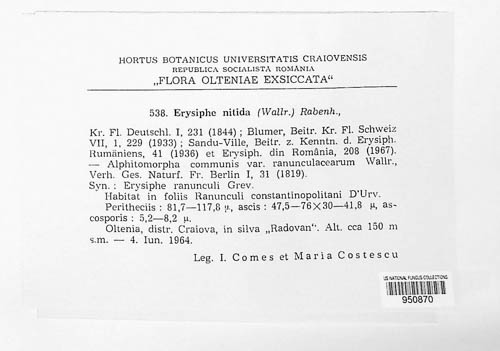 HORTUS BOTANICUS UNIVERSITATIS CRAIOVENSIS
REPUBLICA SOCIALISTĂ ROMÂNIA
„FLORA OLTENIAE EXSICCATA“
538. Erysiphe nitida (Wallr.) Rabenh.,
Kr. Fl. Deutschl. I, 231 (1844) ; Blumer, Beitr. Kr. Fl. Schweiz
VII, 1, 229 (1933) ; Sandu-Ville, Beitr. z. Kenntn. d. Erysiph.
Rumäniens, 41 (1936) et Erysiph. din România, 208 (1967).
— Alphitomorpha communis var. ranunculacearum Wallr.,
Verh. Ges. Naturf. Fr. Berlin I, 31 (1819).
Syn. : Erysiphe ranunculi Grev.
Habitat in foliis Ranunculi constantinopolitani D'Urv.
Peritheciis : 81,7—117,8 µ, ascis : 47,5—76×30—41,8 µ, as-
cosporis : 5,2—8,2 µ.
Oltenia, distr. Craiova, in silva „Radovan“. Alt. cca 150 m
s.m. — 4. Iun. 1964.
Leg. I. Comes et Maria Costescu
US NATIONAL FUNGUS COLLECTIONS
950870